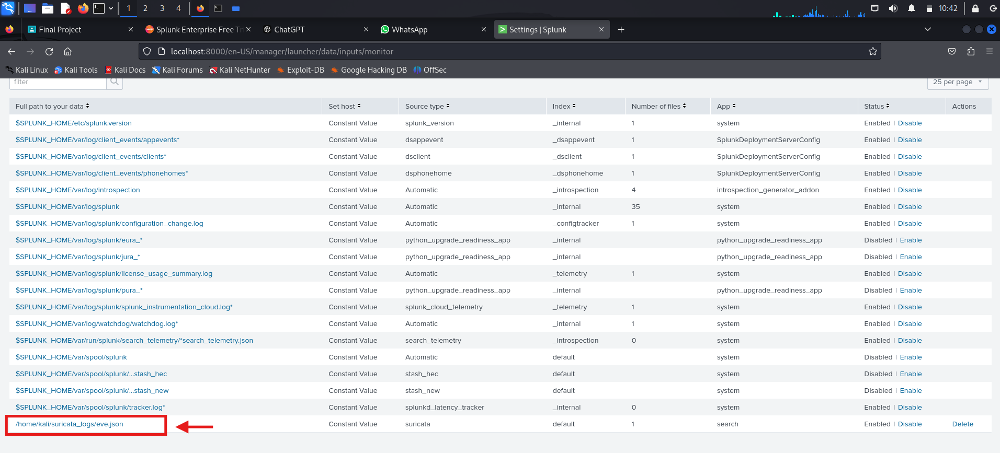 1 2 3 4 10:42
Final Project Splunk Enterprise Free Tr ChatGPT WhatsApp Settings | Splunk
localhost:8000/en-US/manager/launcher/data/inputs/monitor
Kali Linux Kali Tools Kali Docs Kali Forums Kali NetHunter Exploit-DB Google Hacking DB OffSec
filter 25 per page
Full path to your data Set host Source type Index Number of files App Status Actions
$SPLUNK_HOME/etc/splunk.version Constant Value splunk_version _internal 1 system Enabled | Disable
$SPLUNK_HOME/var/log/client_events/appevents* Constant Value dsappevent _dsappevent 1 SplunkDeploymentServerConfig Enabled | Disable
$SPLUNK_HOME/var/log/client_events/clients* Constant Value dsclient _dsclient 1 SplunkDeploymentServerConfig Enabled | Disable
$SPLUNK_HOME/var/log/client_events/phonehomes* Constant Value dsphonehome _dsphonehome 1 SplunkDeploymentServerConfig Enabled | Disable
$SPLUNK_HOME/var/log/introspection Constant Value Automatic _introspection 4 introspection_generator_addon Enabled | Disable
$SPLUNK_HOME/var/log/splunk Constant Value Automatic _internal 35 system Enabled | Disable
$SPLUNK_HOME/var/log/splunk/configuration_change.log Constant Value Automatic _configtracker 1 system Enabled | Disable
$SPLUNK_HOME/var/log/splunk/eura_* Constant Value python_upgrade_readiness_app _internal python_upgrade_readiness_app Disabled | Enable
$SPLUNK_HOME/var/log/splunk/jura_* Constant Value python_upgrade_readiness_app _internal python_upgrade_readiness_app Disabled | Enable
$SPLUNK_HOME/var/log/splunk/license_usage_summary.log Constant Value Automatic _telemetry 1 system Enabled | Disable
$SPLUNK_HOME/var/log/splunk/pura_* Constant Value python_upgrade_readiness_app _internal python_upgrade_readiness_app Disabled | Enable
$SPLUNK_HOME/var/log/splunk/splunk_instrumentation_cloud.log* Constant Value splunk_cloud_telemetry _telemetry 1 system Enabled | Disable
$SPLUNK_HOME/var/log/watchdog/watchdog.log* Constant Value Automatic _internal 1 system Enabled | Disable
$SPLUNK_HOME/var/run/splunk/search_telemetry/*search_telemetry.json Constant Value search_telemetry _introspection 0 system Enabled | Disable
$SPLUNK_HOME/var/spool/splunk Constant Value Automatic default system Disabled | Enable
$SPLUNK_HOME/var/spool/splunk/...stash_hec Constant Value stash_hec default system Disabled | Enable
$SPLUNK_HOME/var/spool/splunk/...stash_new Constant Value stash_new default system Disabled | Enable
$SPLUNK_HOME/var/spool/splunk/tracker.log* Constant Value splunkd_latency_tracker _internal 0 system Enabled | Disable
/home/kali/suricata_logs/eve.json Constant Value suricata default 1 search Enabled | Disable Delete